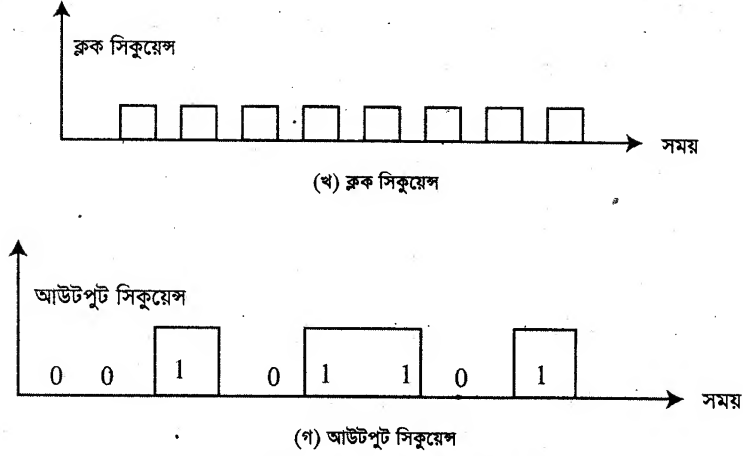 ক্লক সিকুয়েন্স
সময়
(খ) ক্লক সিকুয়েন্স
আউটপুট সিকুয়েন্স
0 0 1 0 1 1 0 1
সময়
(গ) আউটপুট সিকুয়েন্স